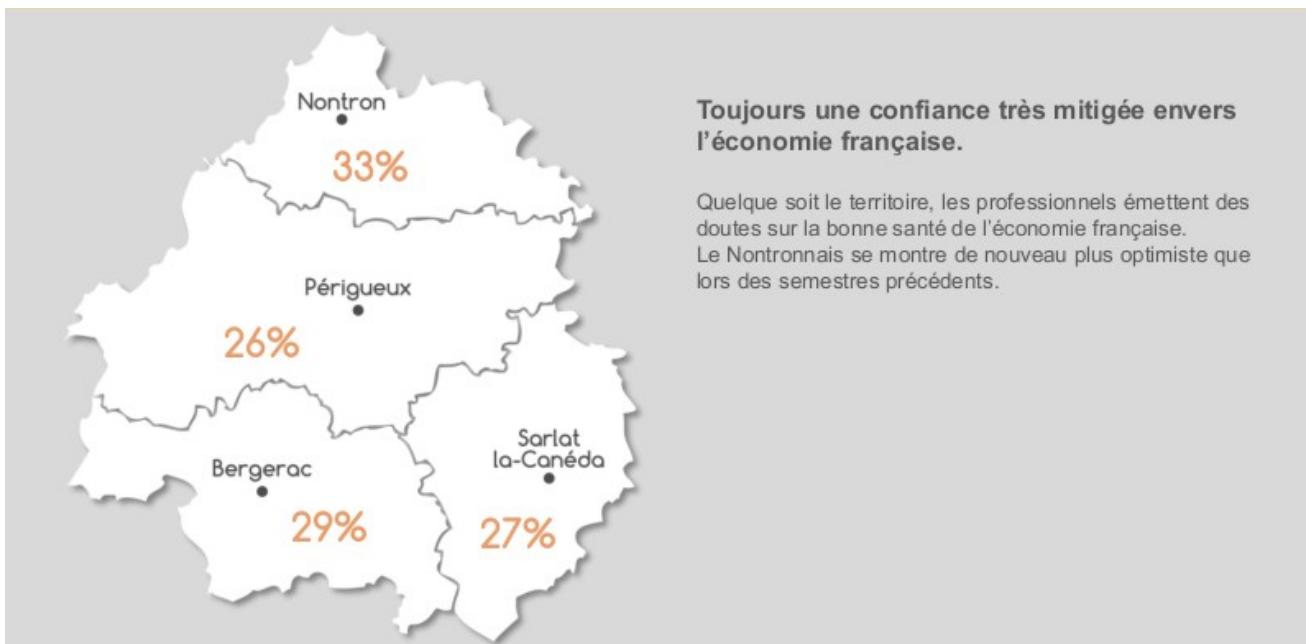 Nontron
33%
Périgueux
26%
Bergerac
29%
Sarlat
la-Canéda
27%
Toujours une confiance très mitigée envers
l'économie française.
Quelque soit le territoire, les professionnels émettent des
doutes sur la bonne santé de l'économie française.
Le Nontronnais se montre de nouveau plus optimiste que
lors des semestres précédents.